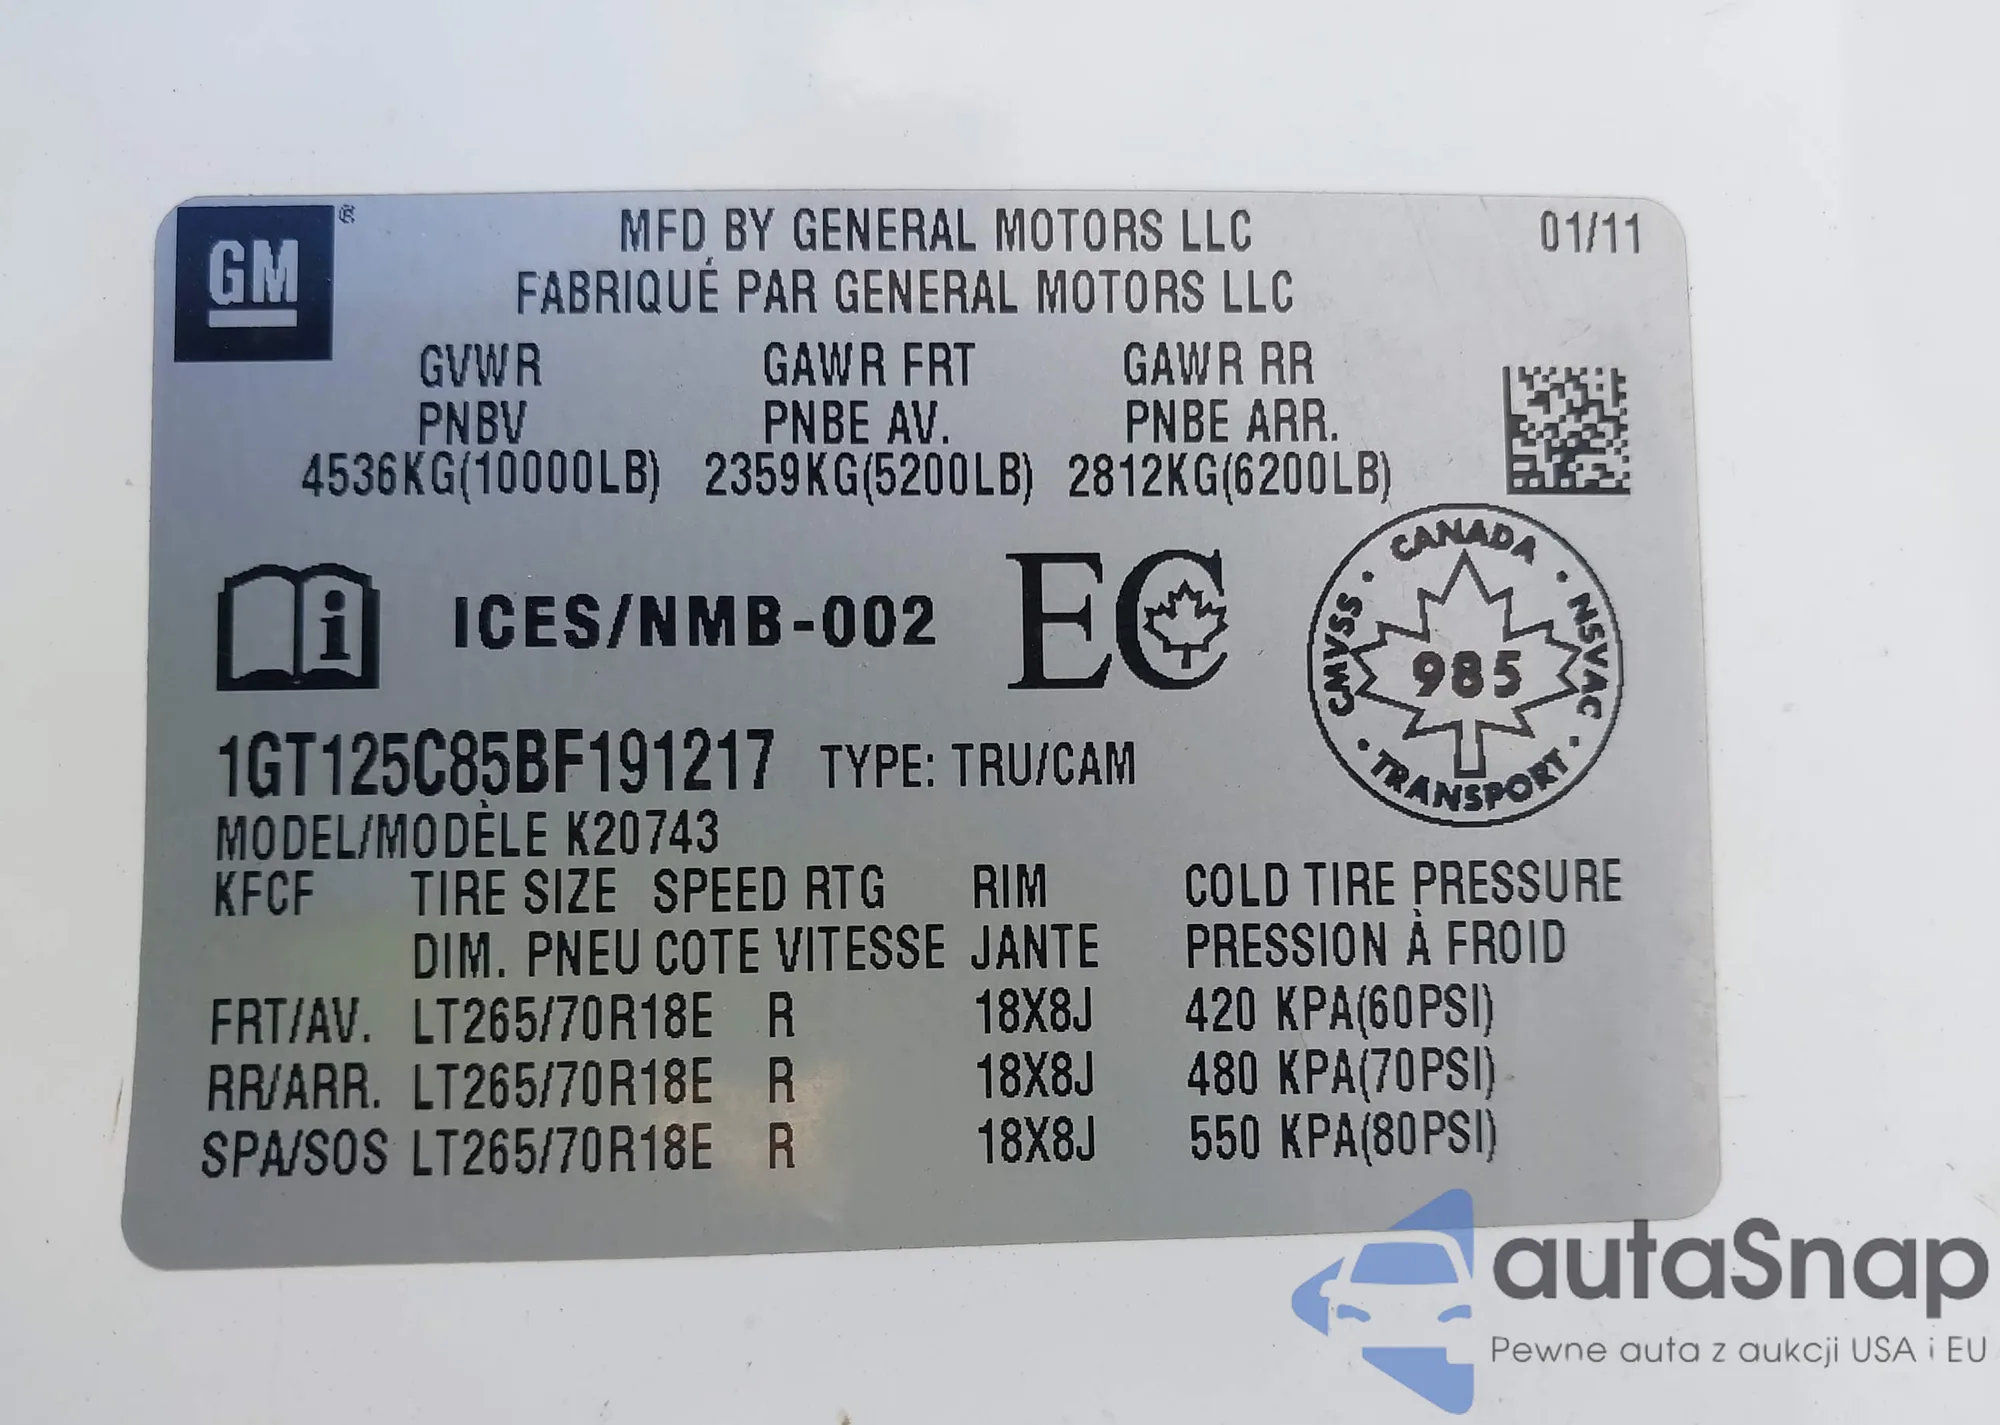 GM ®
MFD BY GENERAL MOTORS LLC 01/11
FABRIQUÉ PAR GENERAL MOTORS LLC
GVWR GAWR FRT GAWR RR
PNBV PNBE AV. PNBE ARR.
4536KG(10000LB) 2359KG(5200LB) 2812KG(6200LB)
i ICES/NMB-002 EC
CANADA
CMVSS • 985 • NSVAC
• TRANSPORT •
1GT125C85BF191217 TYPE: TRU/CAM
MODEL/MODÈLE K20743
KFCF TIRE SIZE SPEED RTG RIM COLD TIRE PRESSURE
DIM. PNEU COTE VITESSE JANTE PRESSION À FROID
FRT/AV. LT265/70R18E R 18X8J 420 KPA(60PSI)
RR/ARR. LT265/70R18E R 18X8J 480 KPA(70PSI)
SPA/SOS LT265/70R18E R 18X8J 550 KPA(80PSI)
autaSnap
Pewne auta z aukcji USA i EU